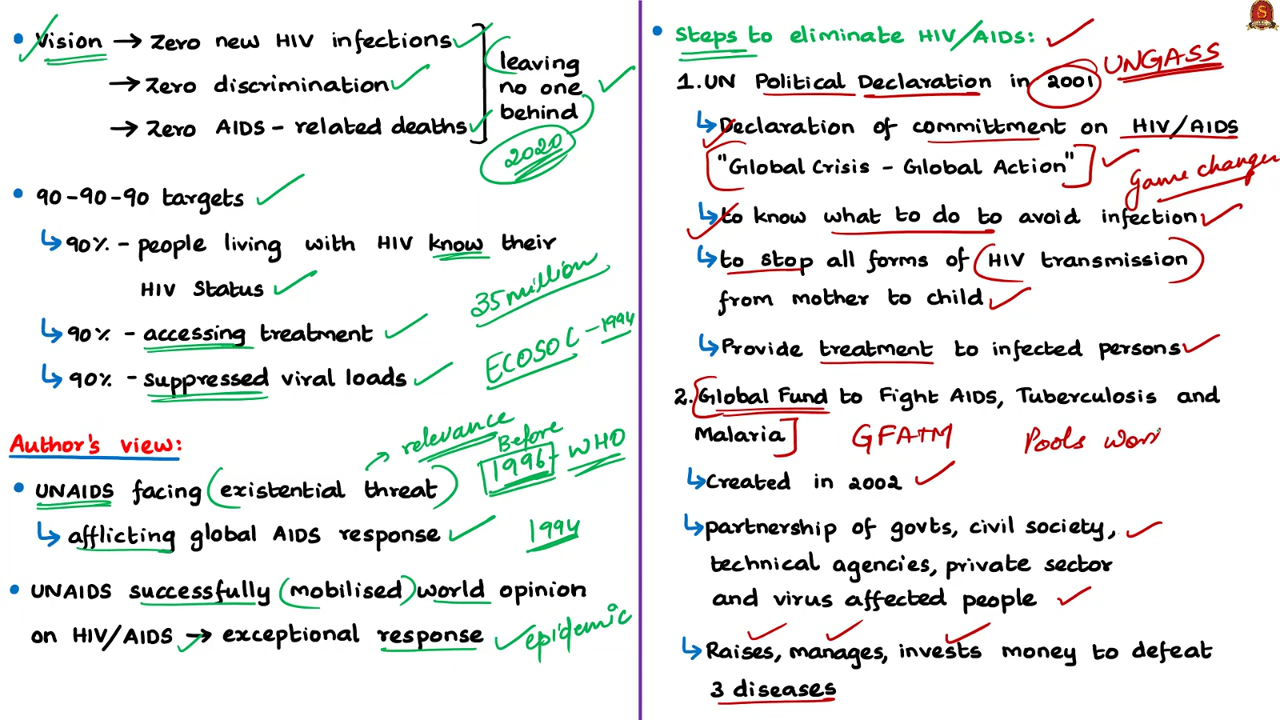 • Vision → Zero new HIV infections
→ Zero discrimination
→ Zero AIDS - related deaths
leaving
no one
behind
2020
• 90-90-90 targets
↳ 90% - people living with HIV know their
HIV Status
↳ 90% - accessing treatment
↳ 90% - suppressed viral loads
35 million
ECOSOC - 1994
Author's view:
relevance
Before
1996 - WHO
• UNAIDS facing (existential threat)
↳ afflicting global AIDS response
1994
• UNAIDS successfully (mobilised) world opinion
on HIV/AIDS → exceptional response
epidemic
• Steps to eliminate HIV/AIDS:
UNGASS
1. UN Political Declaration in 2001
↳ Declaration of committment on HIV/AIDS
["Global Crisis - Global Action"]
Game changer
↳ to know what to do to avoid infection
↳ to stop all forms of (HIV transmission)
from mother to child
↳ Provide treatment to infected persons
2. [Global Fund to Fight AIDS, Tuberculosis and
Malaria]
GFATM
Pools
↳ Created in 2002
↳ partnership of govts, civil society,
technical agencies, private sector
and virus affected people
↳ Raises, manages, invests money to defeat
3 diseases